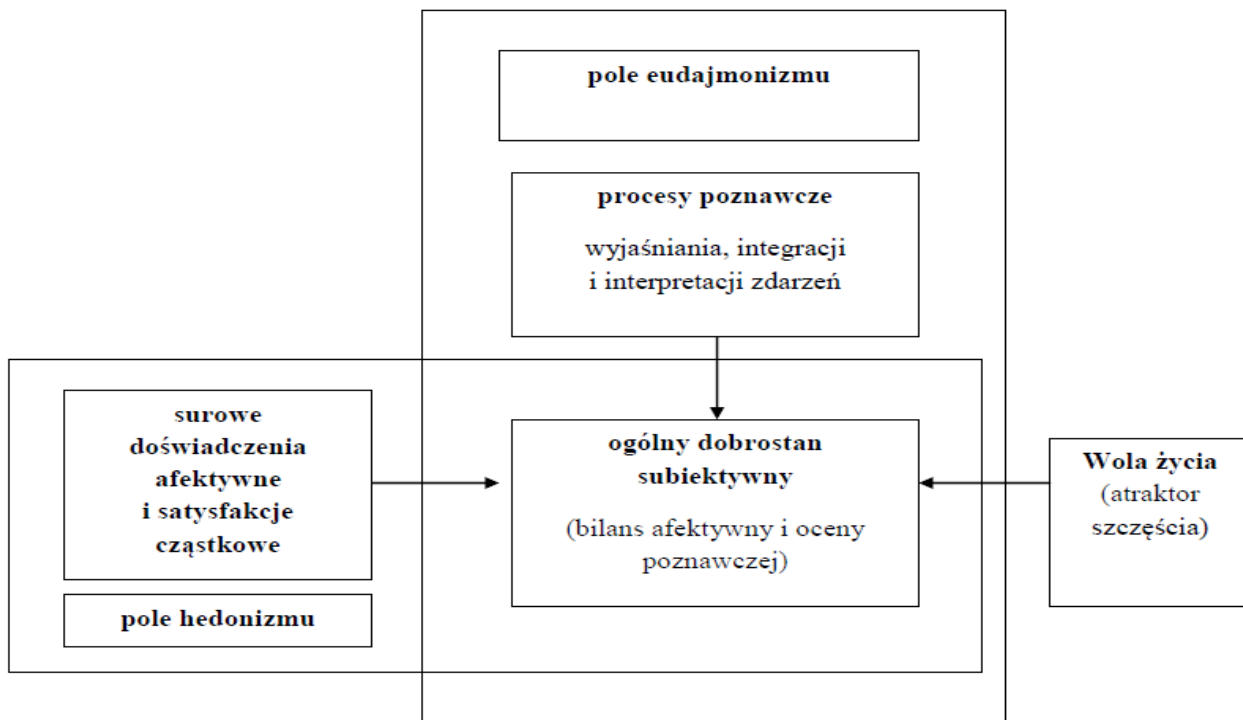 pole eudajmonizmu
procesy poznawcze
wyjaśniania, integracji
i interpretacji zdarzeń
surowe
doświadczenia
afektywne
i satysfakcje
cząstkowe
pole hedonizmu
ogólny dobrostan
subiektywny
(bilans afektywny i oceny
poznawczej)
Wola życia
(atraktor
szczęścia)